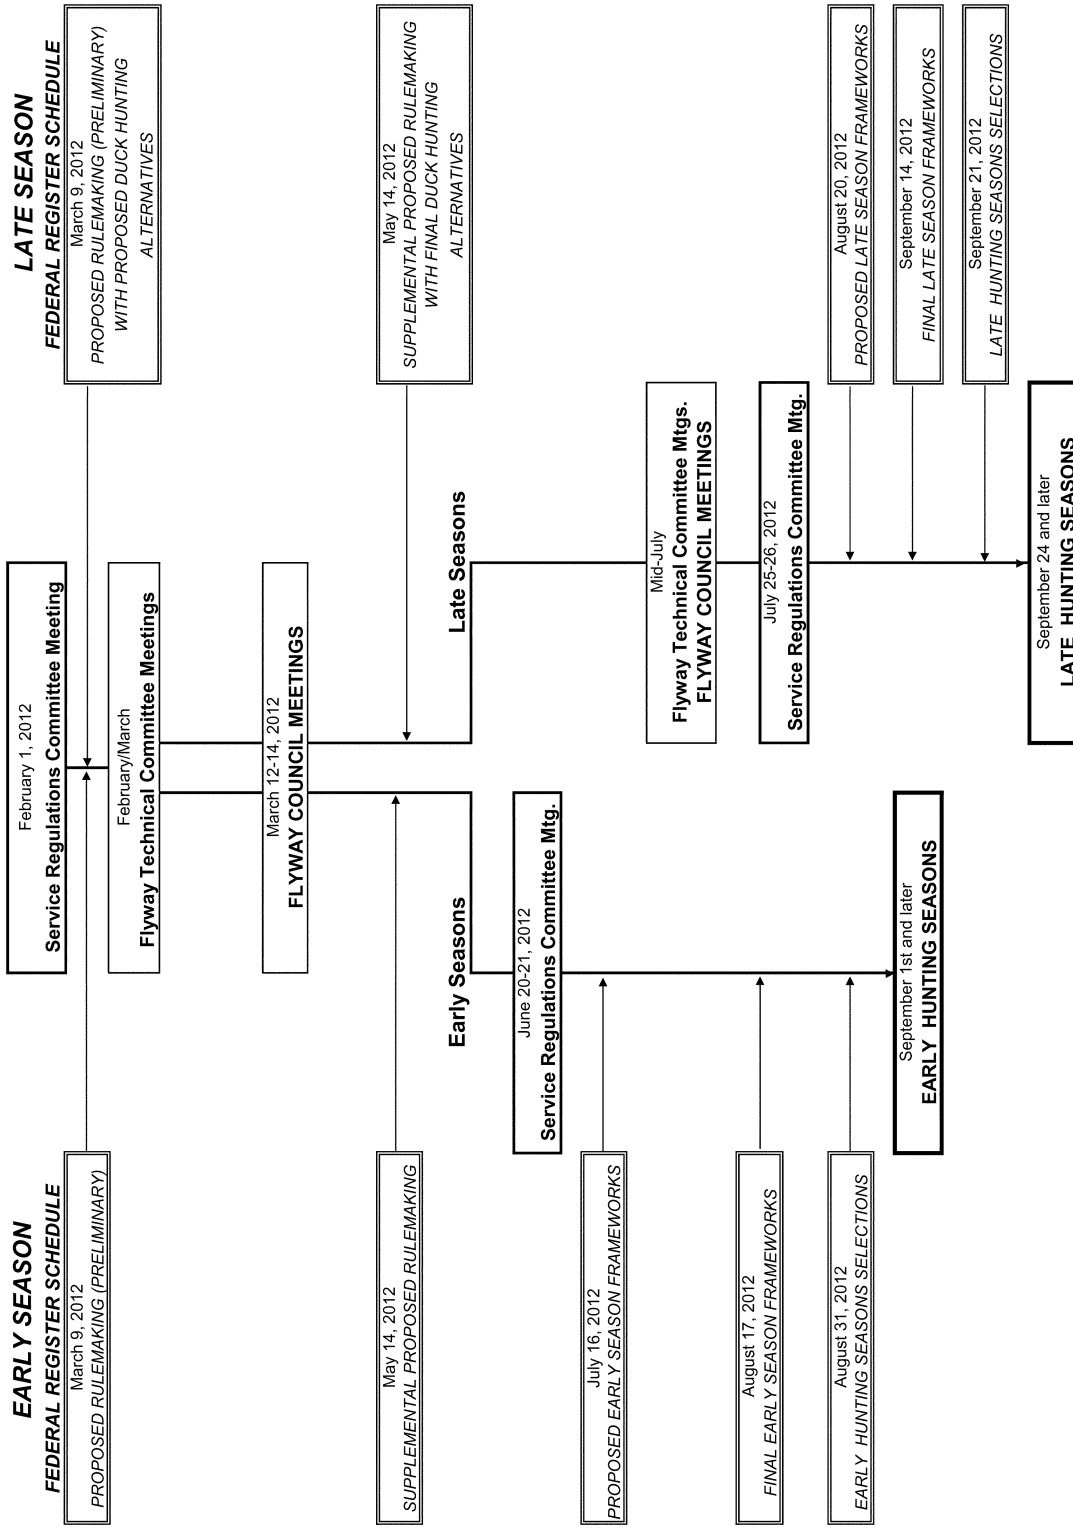 EARLY SEASON
FEDERAL REGISTER SCHEDULE
March 9, 2012
PROPOSED RULEMAKING (PRELIMINARY)
May 14, 2012
SUPPLEMENTAL PROPOSED RULEMAKING
July 16, 2012
PROPOSED EARLY SEASON FRAMEWORKS
August 17, 2012
FINAL EARLY SEASON FRAMEWORKS
August 31, 2012
EARLY HUNTING SEASONS SELECTIONS
February 1, 2012
Service Regulations Committee Meeting
February/March
Flyway Technical Committee Meetings
March 12-14, 2012
FLYWAY COUNCIL MEETINGS
Early Seasons
June 20-21, 2012
Service Regulations Committee Mtg.
September 1st and later
EARLY HUNTING SEASONS
Late Seasons
Mid-July
Flyway Technical Committee Mtgs.
FLYWAY COUNCIL MEETINGS
July 25-26, 2012
Service Regulations Committee Mtg.
September 24 and later
LATE HUNTING SEASONS
LATE SEASON
FEDERAL REGISTER SCHEDULE
March 9, 2012
PROPOSED RULEMAKING (PRELIMINARY)
WITH PROPOSED DUCK HUNTING
ALTERNATIVES
May 14, 2012
SUPPLEMENTAL PROPOSED RULEMAKING
WITH FINAL DUCK HUNTING
ALTERNATIVES
August 20, 2012
PROPOSED LATE SEASON FRAMEWORKS
September 14, 2012
FINAL LATE SEASON FRAMEWORKS
September 21, 2012
LATE HUNTING SEASONS SELECTIONS